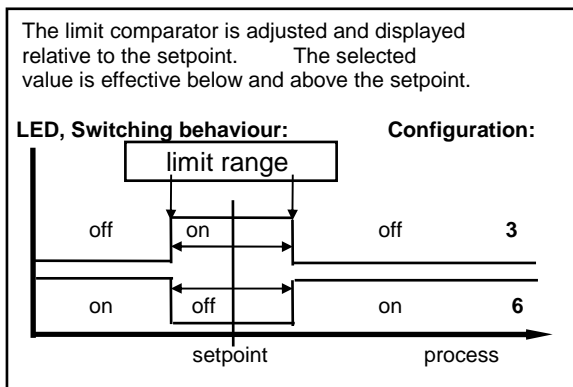 The limit comparator is adjusted and displayed
relative to the setpoint. The selected
value is effective below and above the setpoint.
LED, Switching behaviour: Configuration:
limit range
off on off 3
on off on 6
setpoint process